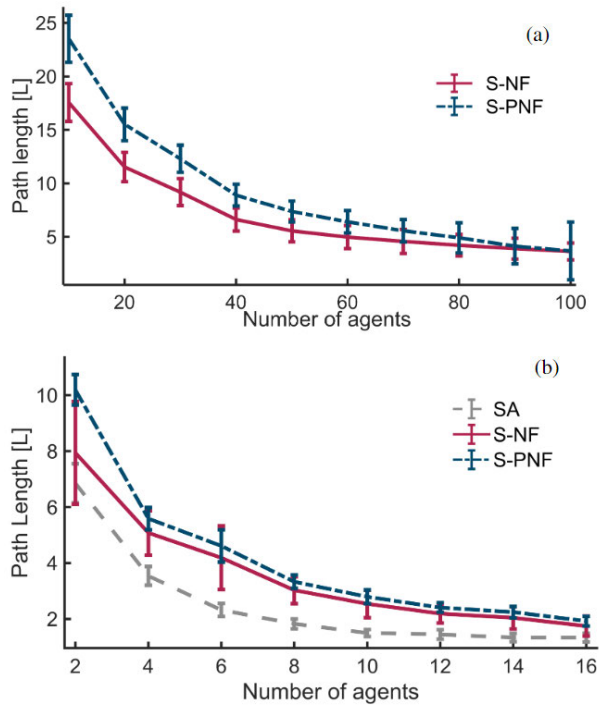 (a)
25
20
15
10
5
Path length [L]
S-NF
S-PNF
20 40 60 80 100
Number of agents
(b)
10
8
6
4
2
Path Length [L]
SA
S-NF
S-PNF
2 4 6 8 10 12 14 16
Number of agents